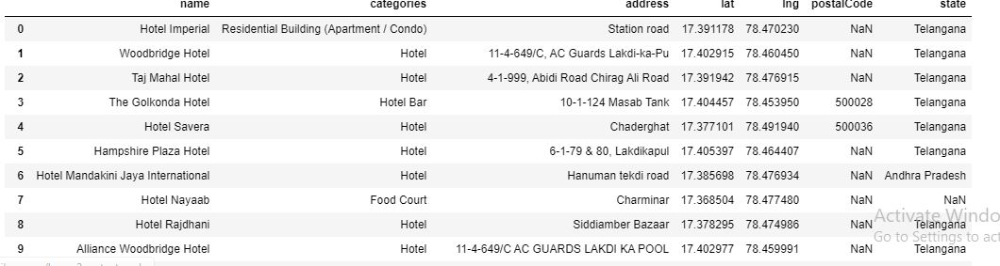 name categories address lat lng postalCode state
0 Hotel Imperial Residential Building (Apartment / Condo) Station road 17.391178 78.470230 NaN Telangana
1 Woodbridge Hotel Hotel 11-4-649/C, AC Guards Lakdi-ka-Pu 17.402915 78.460450 NaN Telangana
2 Taj Mahal Hotel Hotel 4-1-999, Abidi Road Chirag Ali Road 17.391942 78.476915 NaN Telangana
3 The Golkonda Hotel Hotel Bar 10-1-124 Masab Tank 17.404457 78.453950 500028 Telangana
4 Hotel Savera Hotel Chaderghat 17.377101 78.491940 500036 Telangana
5 Hampshire Plaza Hotel Hotel 6-1-79 & 80, Lakdikapul 17.405397 78.464407 NaN Telangana
6 Hotel Mandakini Jaya International Hotel Hanuman tekdi road 17.385698 78.476934 NaN Andhra Pradesh
7 Hotel Nayaab Food Court Charminar 17.368504 78.477480 NaN NaN
8 Hotel Rajdhani Hotel Siddiamber Bazaar 17.378295 78.474986 NaN Telangana
9 Alliance Woodbridge Hotel Hotel 11-4-649/C AC GUARDS LAKDI KA POOL 17.402977 78.459991 NaN Telangana
Activate Windo
Go to Settings to act